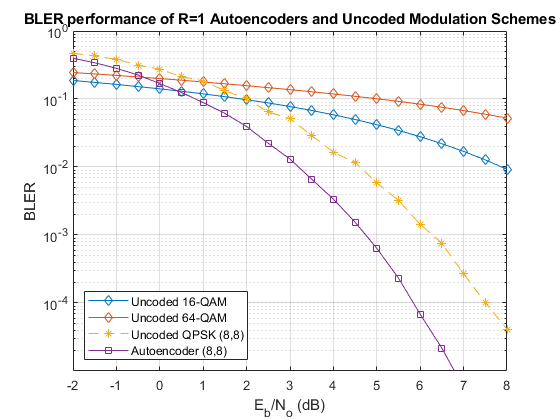 BLER performance of R=1 Autoencoders and Uncoded Modulation Schemes
10^0
10^-1
10^-2
10^-3
10^-4
BLER
Uncoded 16-QAM
Uncoded 64-QAM
Uncoded QPSK (8,8)
Autoencoder (8,8)
-2 -1 0 1 2 3 4 5 6 7 8
E_b/N_o (dB)